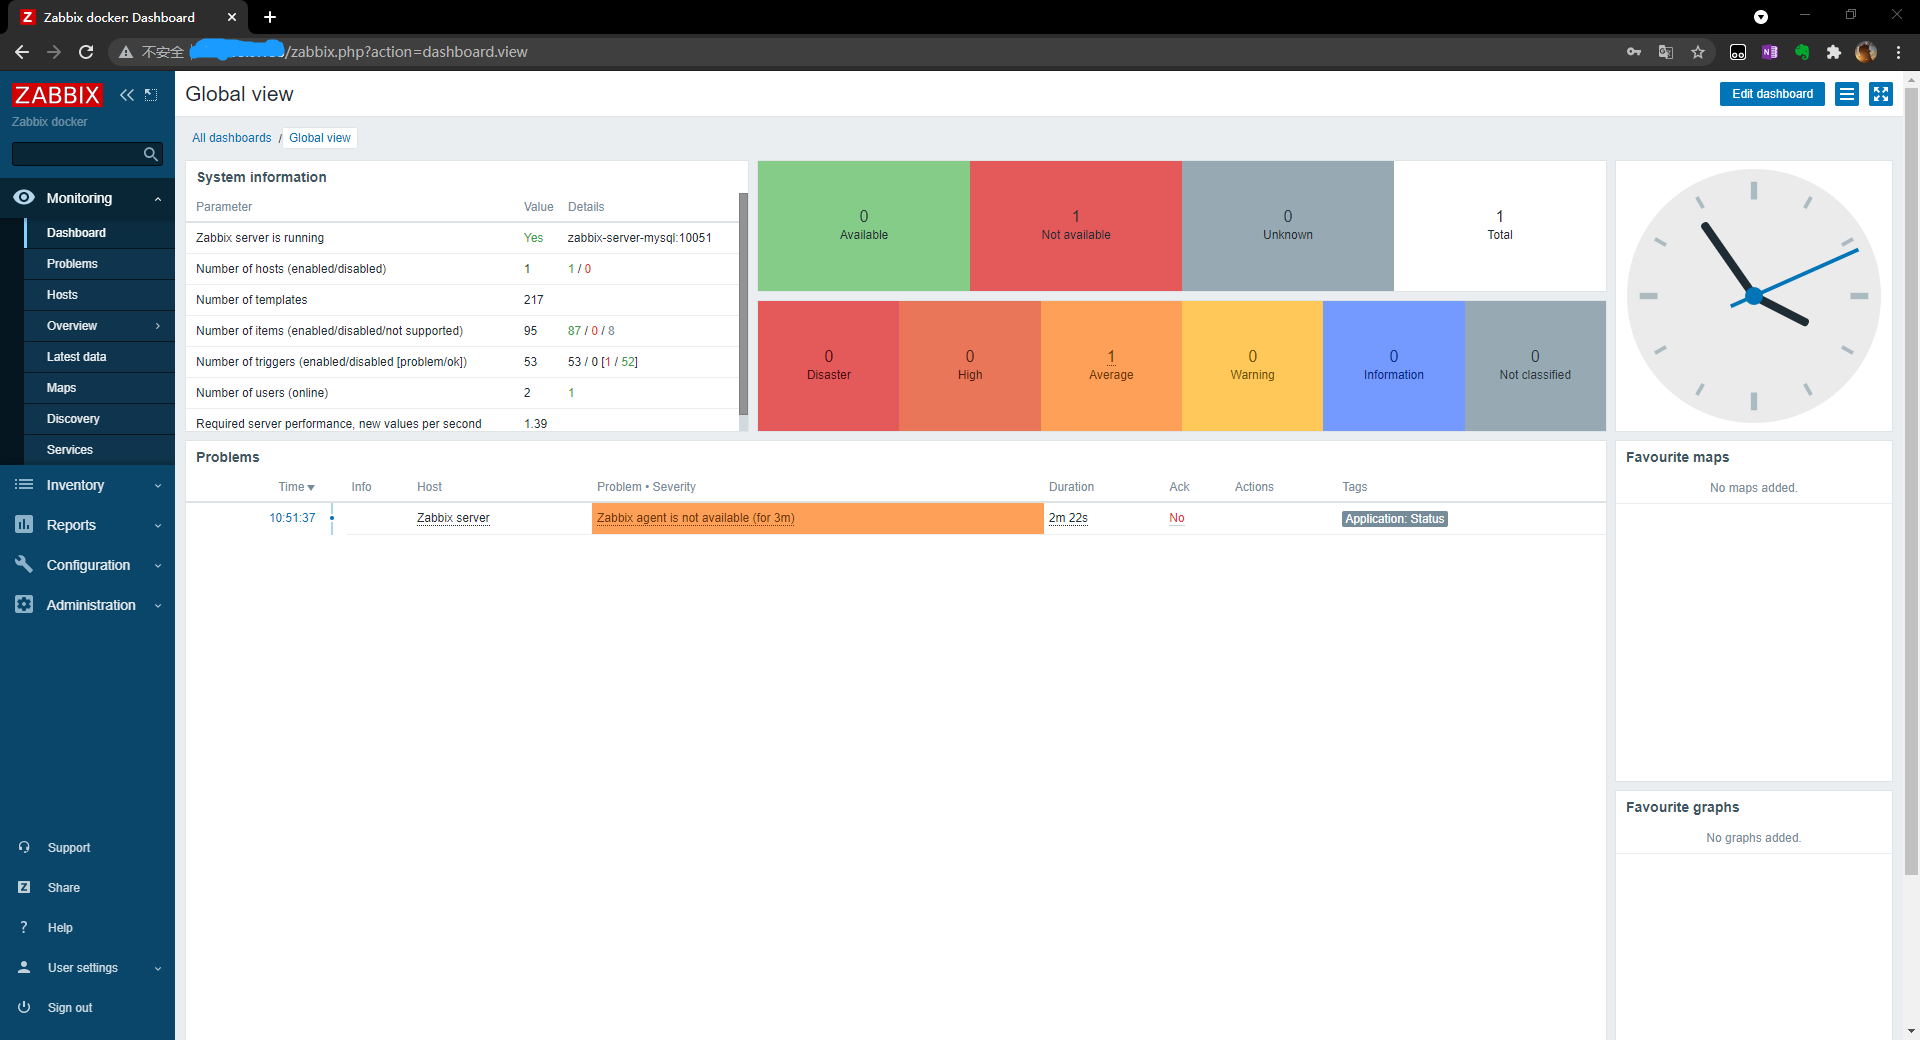 Zabbix docker: Dashboard
不安全 /zabbix.php?action=dashboard.view
ZABBIX
Zabbix docker
Monitoring
Dashboard
Problems
Hosts
Overview
Latest data
Maps
Discovery
Services
Inventory
Reports
Configuration
Administration
Support
Share
Help
User settings
Sign out
Global view
Edit dashboard
All dashboards / Global view
System information
Parameter Value Details
Zabbix server is running Yes zabbix-server-mysql:10051
Number of hosts (enabled/disabled) 1 1 / 0
Number of templates 217
Number of items (enabled/disabled/not supported) 95 87 / 0 / 8
Number of triggers (enabled/disabled [problem/ok]) 53 53 / 0 [1 / 52]
Number of users (online) 2 1
Required server performance, new values per second 1.39
0 Available
1 Not available
0 Unknown
1 Total
0 Disaster
0 High
1 Average
0 Warning
0 Information
0 Not classified
Problems
Time Info Host Problem • Severity Duration Ack Actions Tags
10:51:37 Zabbix server Zabbix agent is not available (for 3m) 2m 22s No Application: Status
Favourite maps
No maps added.
Favourite graphs
No graphs added.